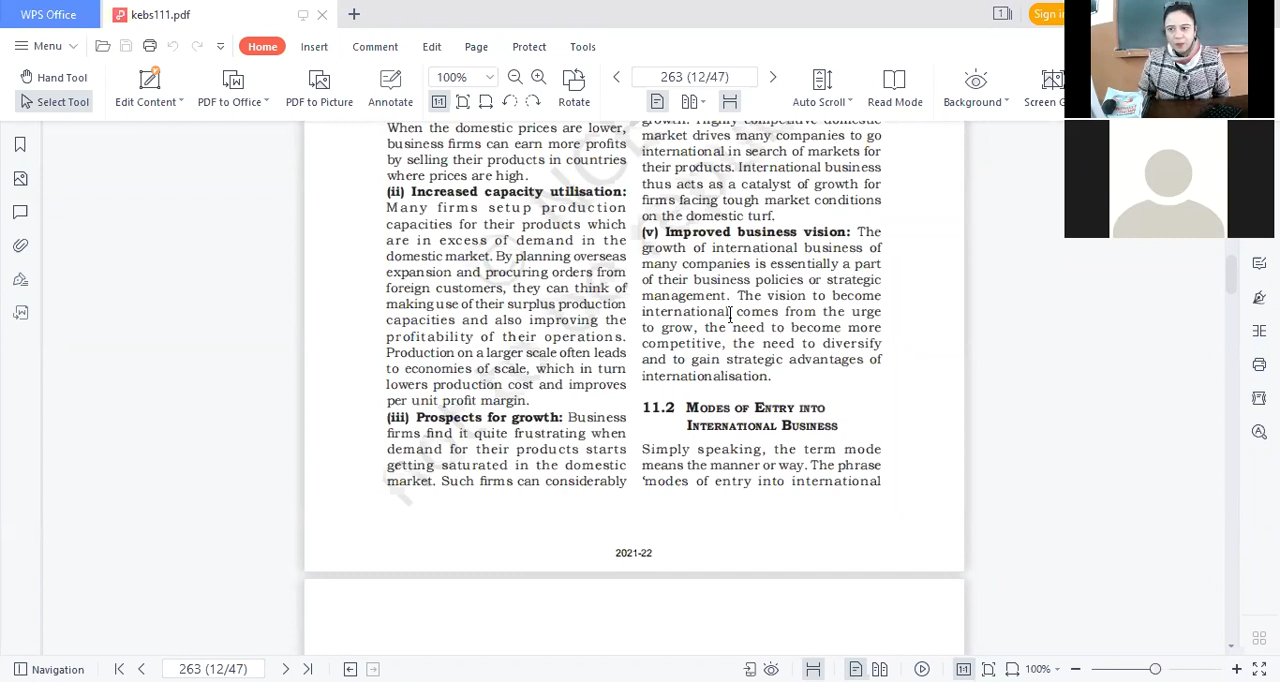 WPS Office
kebs111.pdf
1
Sign in
Menu
Home
Insert
Comment
Edit
Page
Protect
Tools
Hand Tool
Select Tool
Edit Content
PDF to Office
PDF to Picture
Annotate
100%
Rotate
263 (12/47)
Auto Scroll
Read Mode
Background
Screen G
When the domestic prices are lower,
business firms can earn more profits
by selling their products in countries
where prices are high.
(ii) Increased capacity utilisation:
Many firms setup production
capacities for their products which
are in excess of demand in the
domestic market. By planning overseas
expansion and procuring orders from
foreign customers, they can think of
making use of their surplus production
capacities and also improving the
profitability of their operations.
Production on a larger scale often leads
to economies of scale, which in turn
lowers production cost and improves
per unit profit margin.
(iii) Prospects for growth: Business
firms find it quite frustrating when
demand for their products starts
getting saturated in the domestic
market. Such firms can considerably
growth. Highly competitive domestic
market drives many companies to go
international in search of markets for
their products. International business
thus acts as a catalyst of growth for
firms facing tough market conditions
on the domestic turf.
(v) Improved business vision: The
growth of international business of
many companies is essentially a part
of their business policies or strategic
management. The vision to become
international comes from the urge
to grow, the need to become more
competitive, the need to diversify
and to gain strategic advantages of
internationalisation.
11.2 MODES OF ENTRY INTO
INTERNATIONAL BUSINESS
Simply speaking, the term mode
means the manner or way. The phrase
‘modes of entry into international
2021-22
Navigation
263 (12/47)
100%